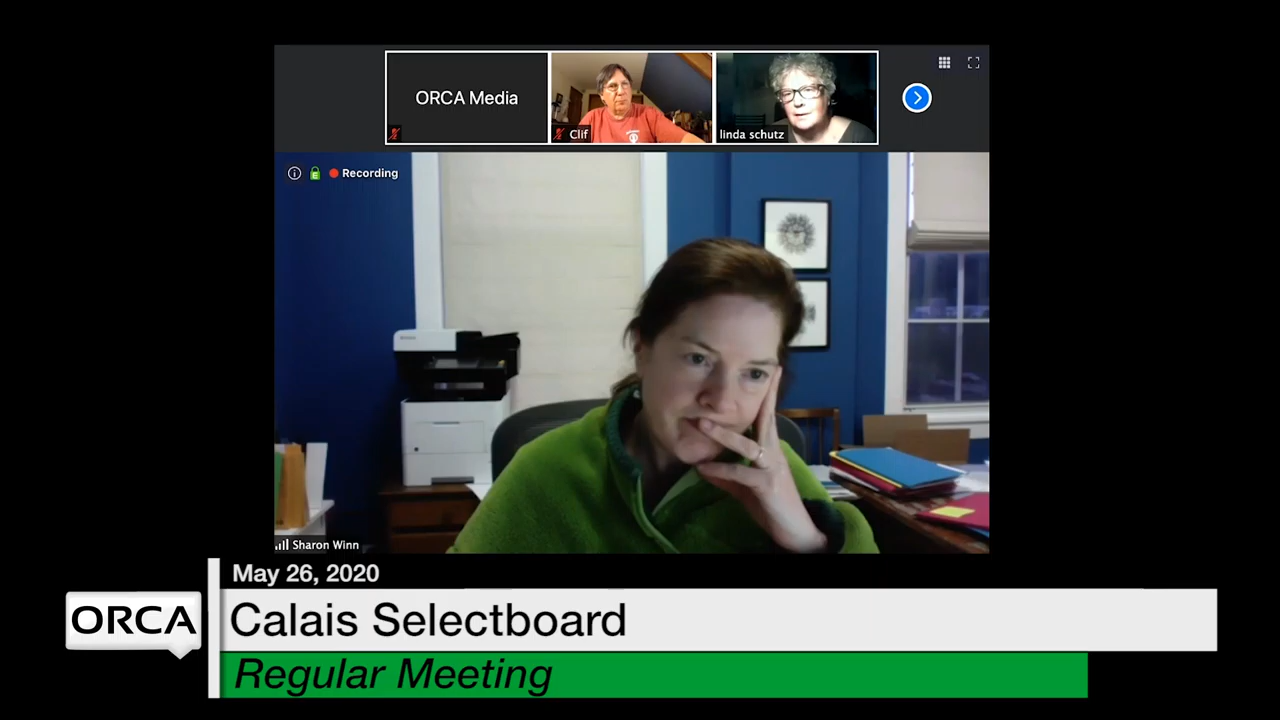 ORCA Media
Clif
linda schutz
Recording
Sharon Winn
May 26, 2020
ORCA
Calais Selectboard
Regular Meeting